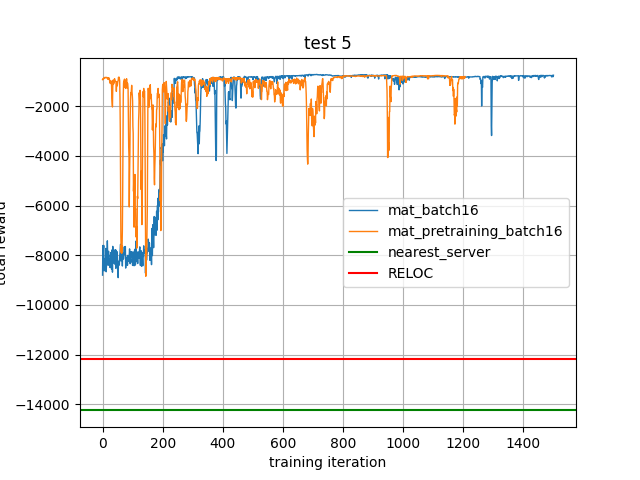 test 5
total reward
−2000
−4000
−6000
−8000
−10000
−12000
−14000
mat_batch16
mat_pretraining_batch16
nearest_server
RELOC
0
200
400
600
800
1000
1200
1400
training iteration